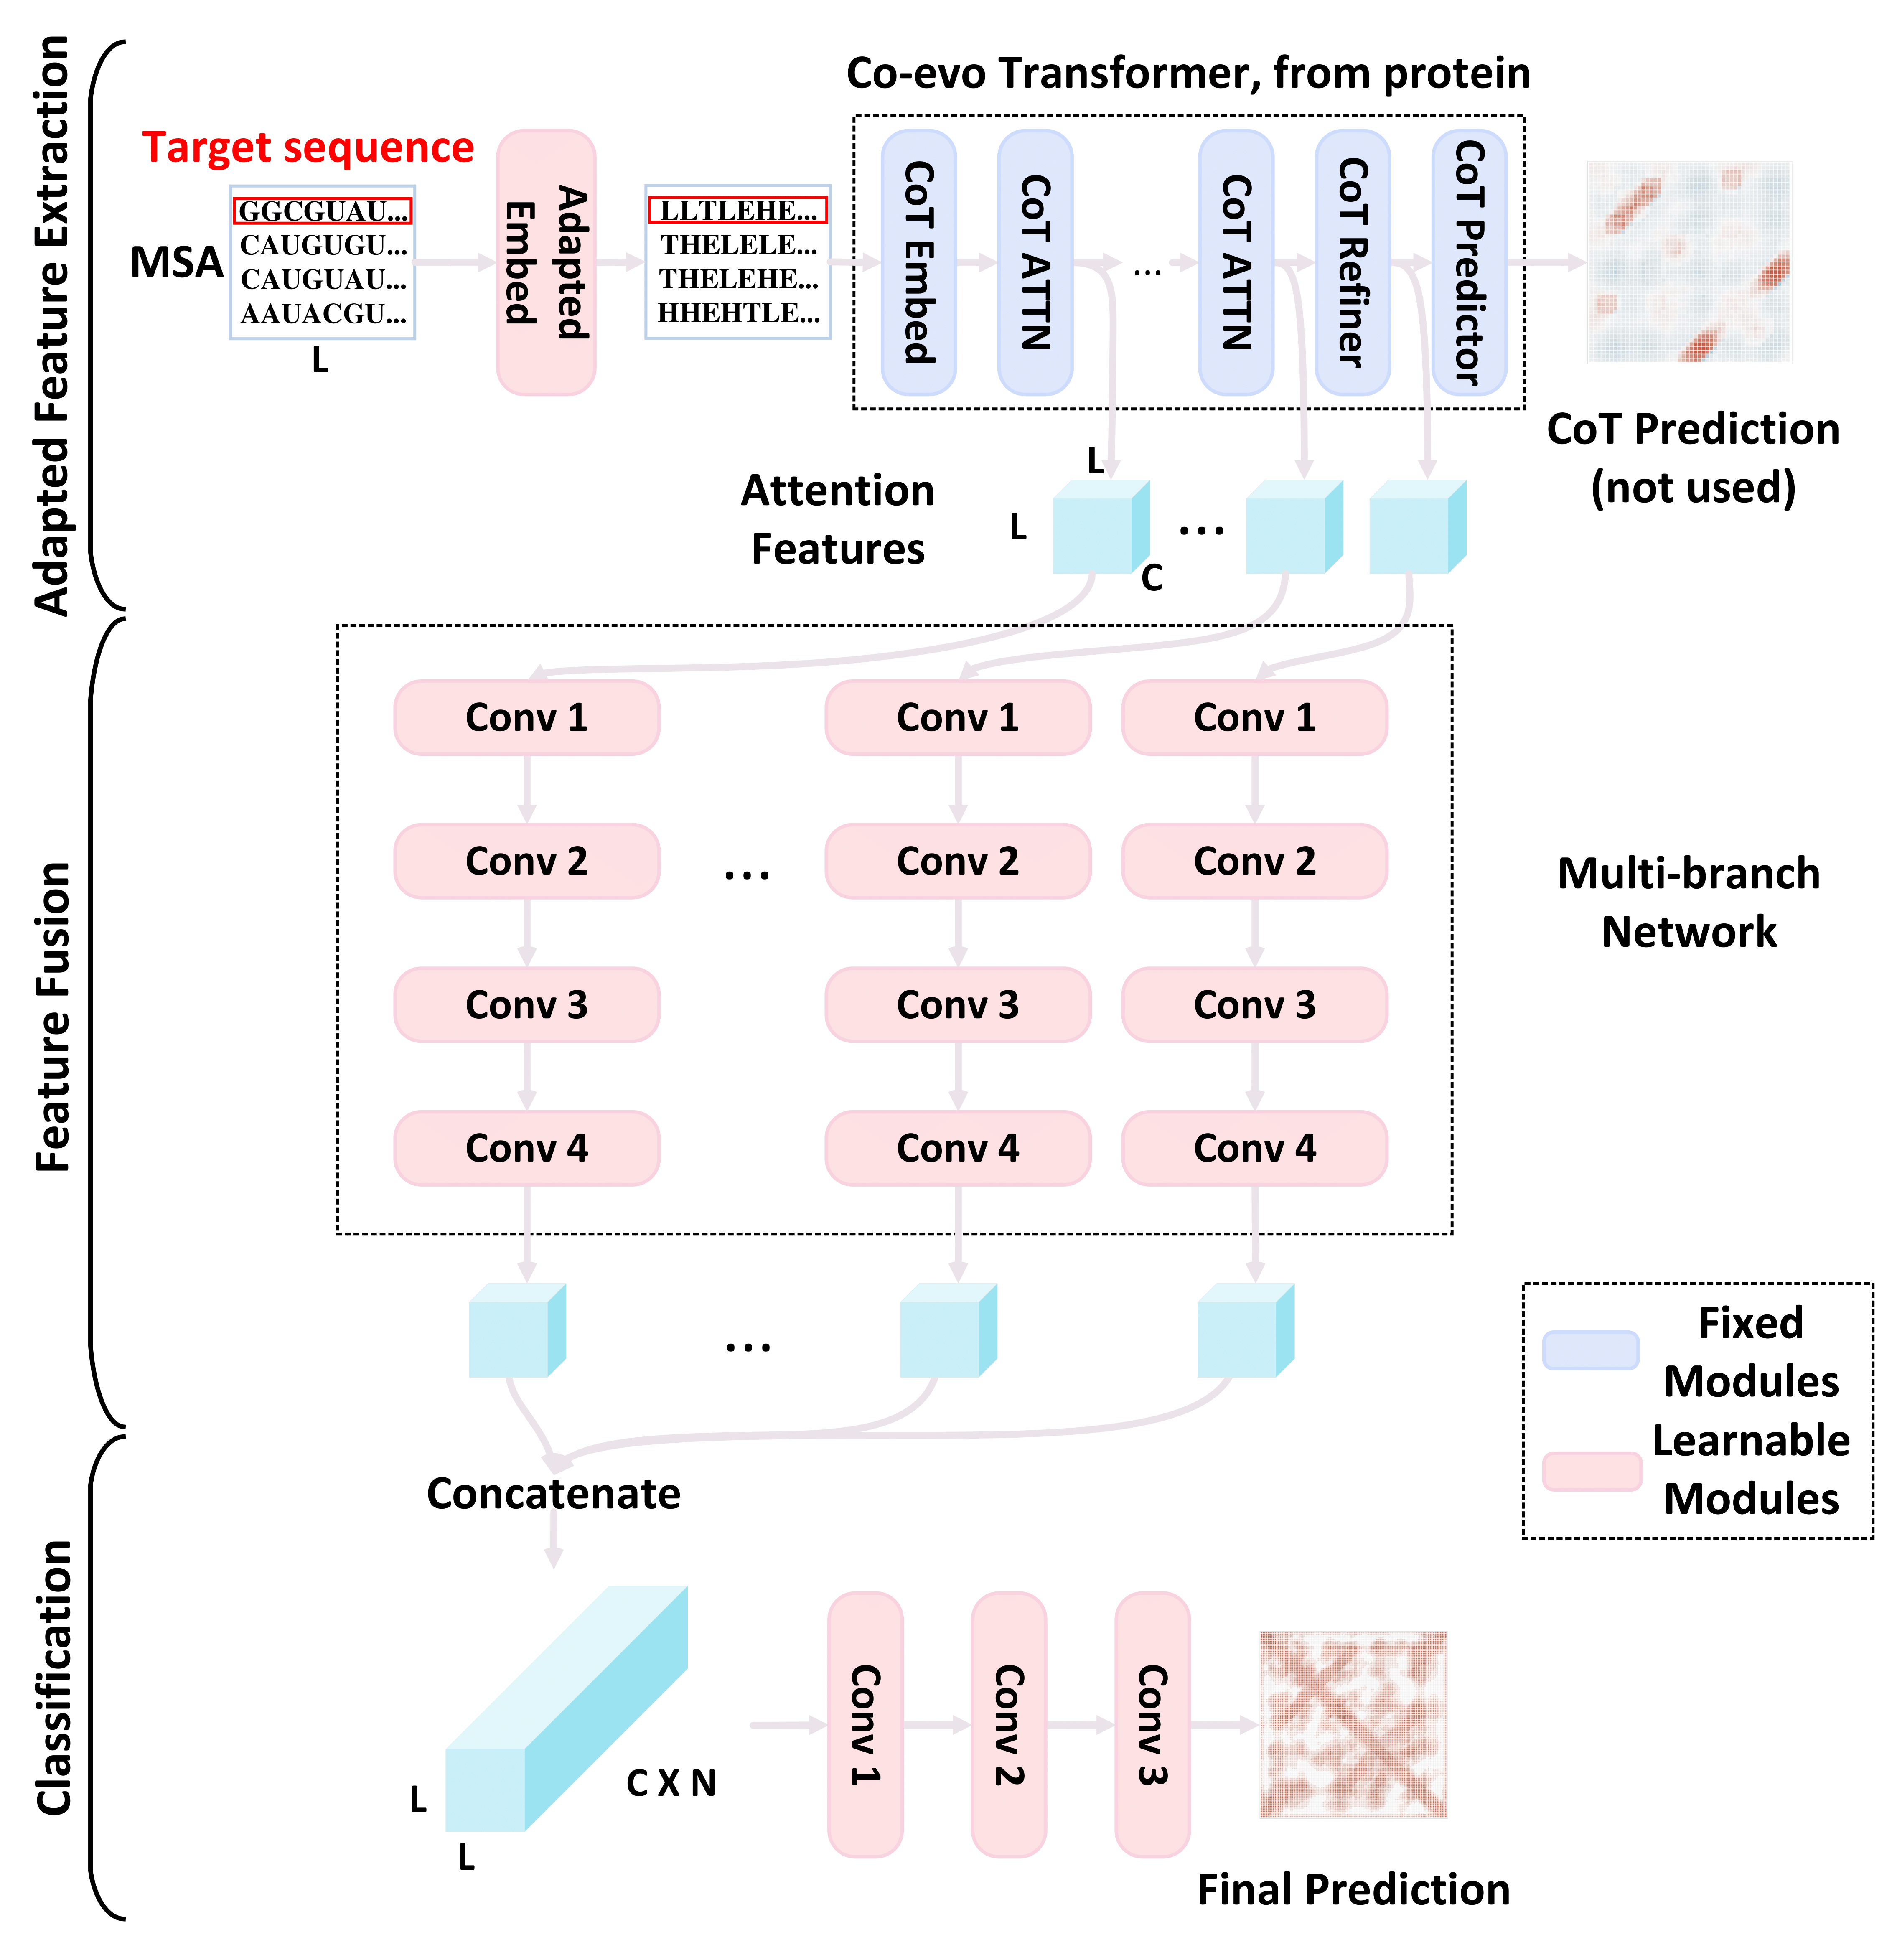 Co-evo Transformer, from protein
Adapted Feature Extraction
Target sequence
MSA
GGCGUAU...
CAUGUGU...
CAUGUAU...
AAUACGU...
L
Adapted
Embed
LLTLEHE...
THELELE...
THELEHE...
HHEHTLE...
CoT Embed
CoT ATTN
...
CoT ATTN
CoT Refiner
CoT Predictor
CoT Prediction
(not used)
Attention
Features
L
L
C
...
Feature Fusion
Conv 1
Conv 1
Conv 1
Conv 2
...
Conv 2
Conv 2
Conv 3
Conv 3
Conv 3
Conv 4
Conv 4
Conv 4
Multi-branch
Network
...
Fixed
Modules
Learnable
Modules
Classification
Concatenate
L
L
C X N
Conv 1
Conv 2
Conv 3
Final Prediction